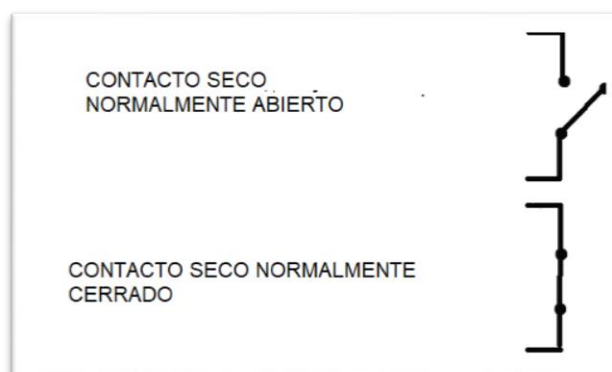 CONTACTO SECO
NORMALMENTE ABIERTO
CONTACTO SECO NORMALMENTE
CERRADO